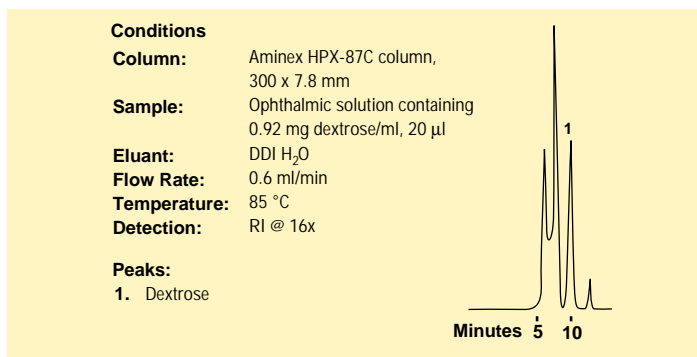 Conditions
Column: Aminex HPX-87C column,
300 x 7.8 mm
Sample: Ophthalmic solution containing
0.92 mg dextrose/ml, 20 µl
Eluant: DDI H₂O
Flow Rate: 0.6 ml/min
Temperature: 85 °C
Detection: RI @ 16x
Peaks:
1. Dextrose
1
Minutes 5 10